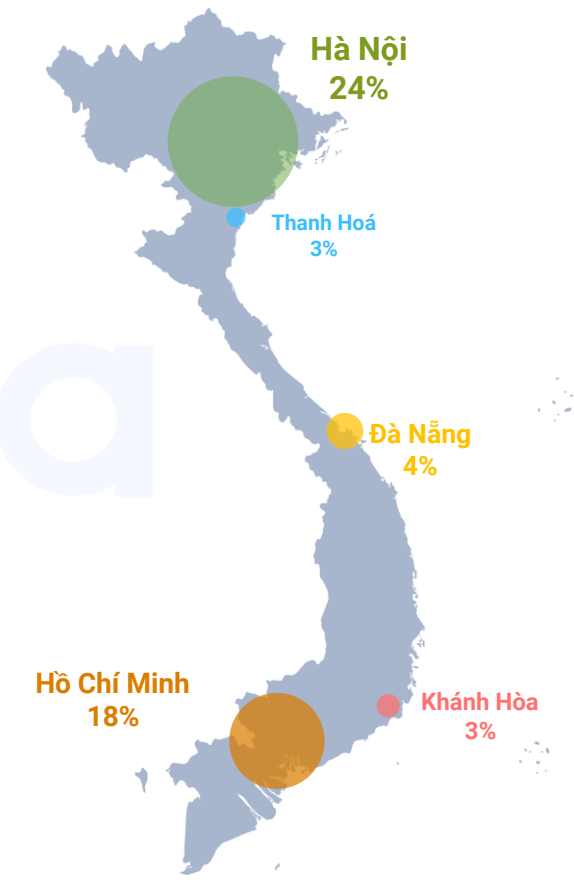 Hà Nội
24%
Thanh Hoá
3%
Đà Nẵng
4%
Hồ Chí Minh
18%
Khánh Hòa
3%